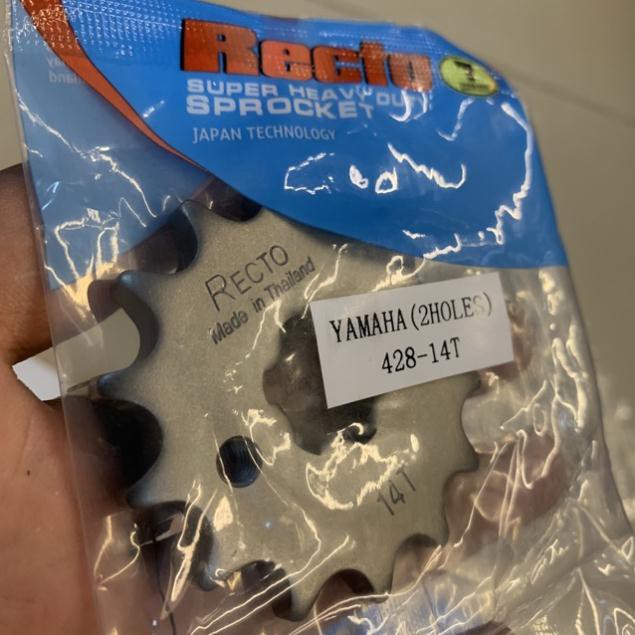 Recto
SUPER HEAVY DUTY
SPROCKET
JAPAN TECHNOLOGY
RECTO
Made in Thailand
YAMAHA (2HOLES)
428-14T
14T